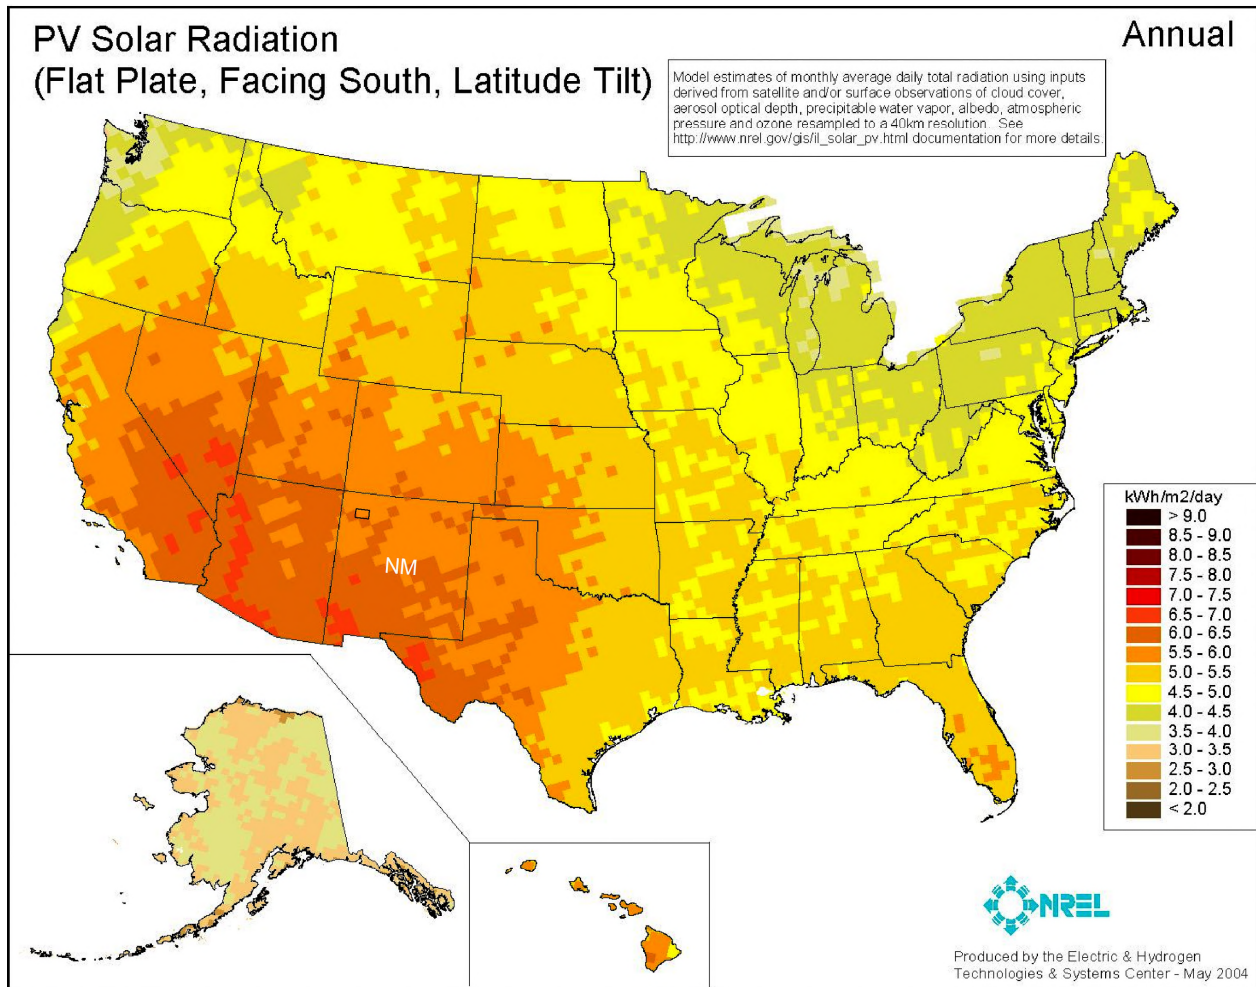 PV Solar Radiation
(Flat Plate, Facing South, Latitude Tilt)
Annual
Model estimates of monthly average daily total radiation using inputs
derived from satellite and/or surface observations of cloud cover,
aerosol optical depth, precipitable water vapor, albedo, atmospheric
pressure and ozone resampled to a 40km resolution. See
http://www.nrel.gov/gis/il_solar_pv.html documentation for more details.
NM
kWh/m2/day
> 9.0
8.5 - 9.0
8.0 - 8.5
7.5 - 8.0
7.0 - 7.5
6.5 - 7.0
6.0 - 6.5
5.5 - 6.0
5.0 - 5.5
4.5 - 5.0
4.0 - 4.5
3.5 - 4.0
3.0 - 3.5
2.5 - 3.0
2.0 - 2.5
< 2.0
NREL
Produced by the Electric & Hydrogen
Technologies & Systems Center - May 2004